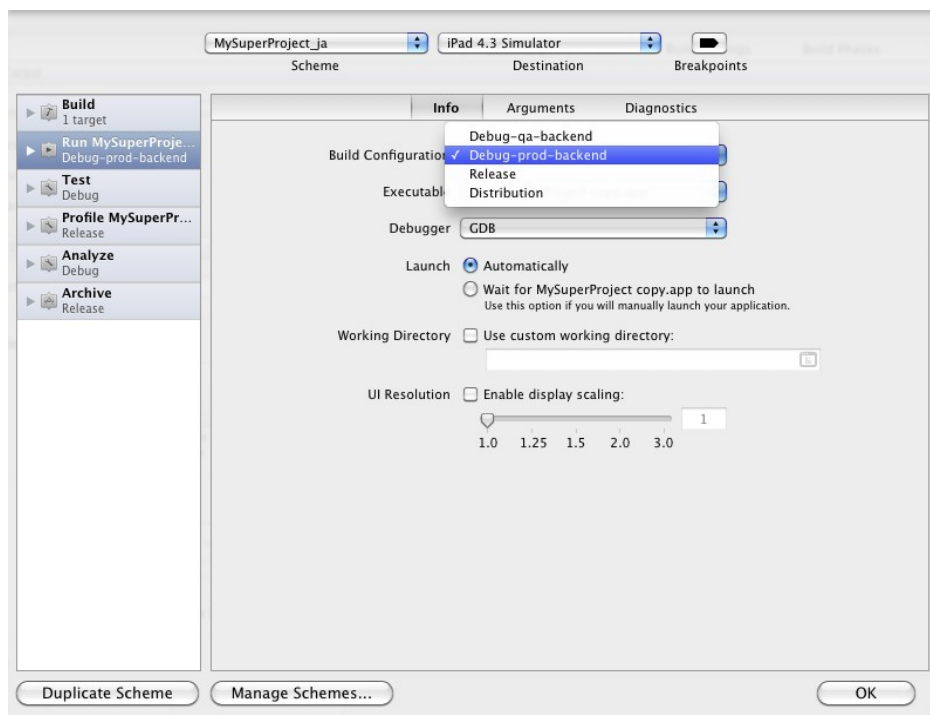 MySuperProject_ja
iPad 4.3 Simulator
Scheme
Destination
Breakpoints
Build
1 target
Run MySuperProje...
Debug-prod-backend
Test
Debug
Profile MySuperPr...
Release
Analyze
Debug
Archive
Release
Info
Arguments
Diagnostics
Build Configuration
Debug-qa-backend
✓ Debug-prod-backend
Release
Distribution
Executabl
Debugger
GDB
Launch
Automatically
Wait for MySuperProject copy.app to launch
Use this option if you will manually launch your application.
Working Directory
Use custom working directory:
UI Resolution
Enable display scaling:
1
1.0 1.25 1.5 2.0 3.0
Duplicate Scheme
Manage Schemes...
OK